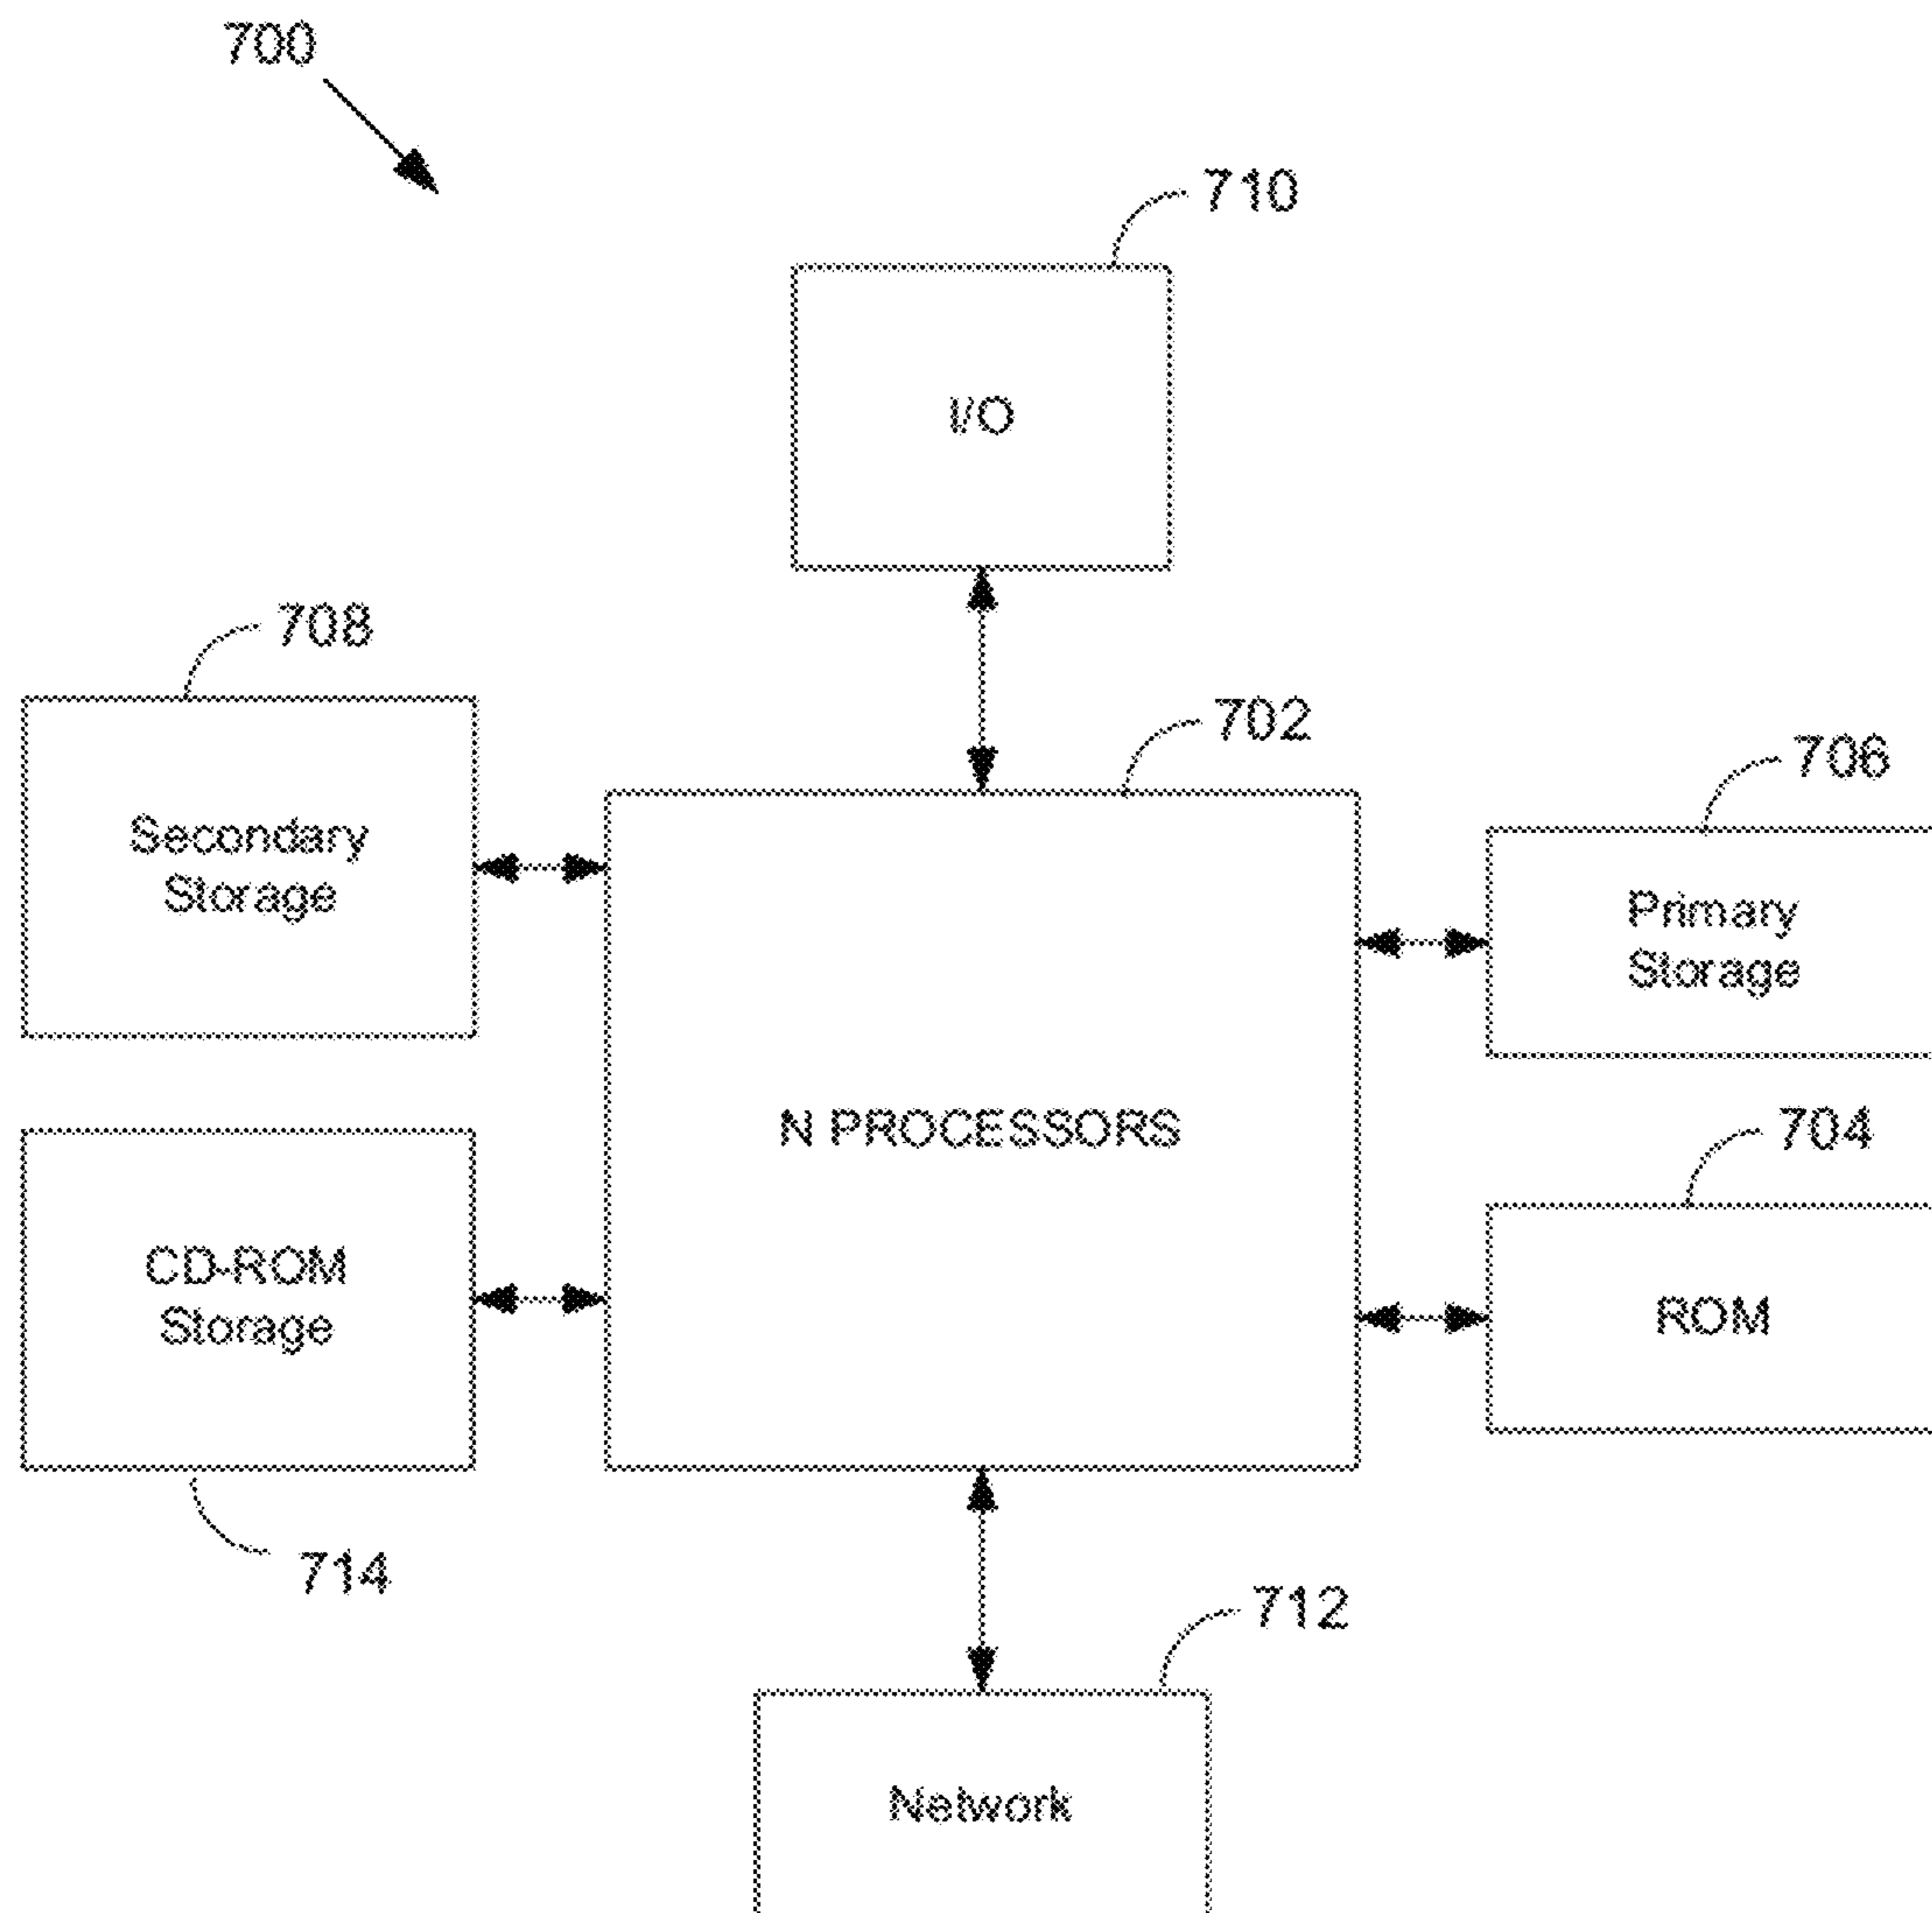 700
710
I/O
708
702
706
Secondary
Storage
Primary
Storage
N PROCESSORS
704
CD-ROM
Storage
ROM
714
712
Network